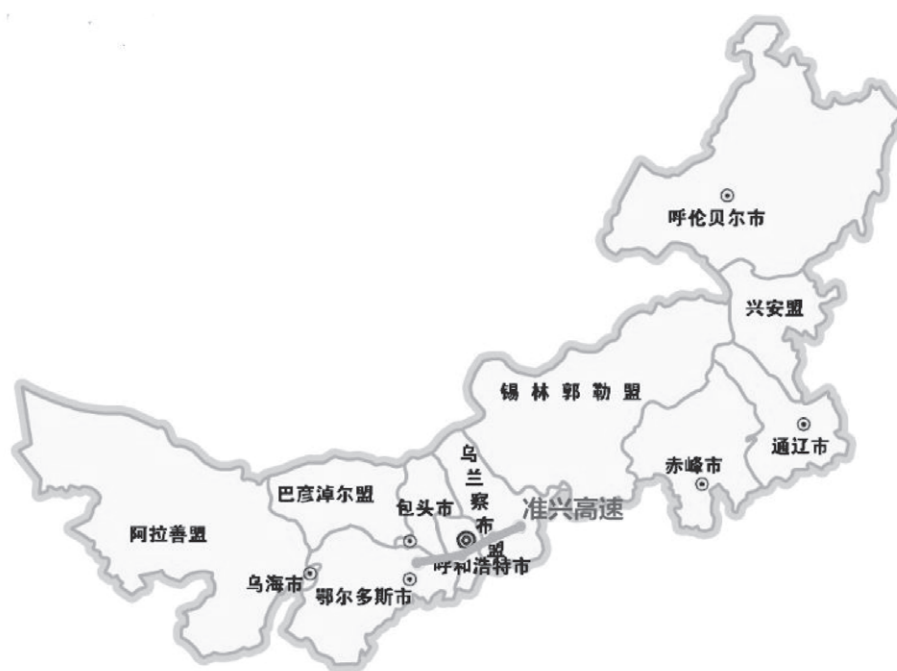 呼伦贝尔市
兴安盟
锡林郭勒盟
通辽市
赤峰市
乌兰察布盟
准兴高速
巴彦淖尔盟
包头市
阿拉善盟
呼和浩特市
乌海市
鄂尔多斯市